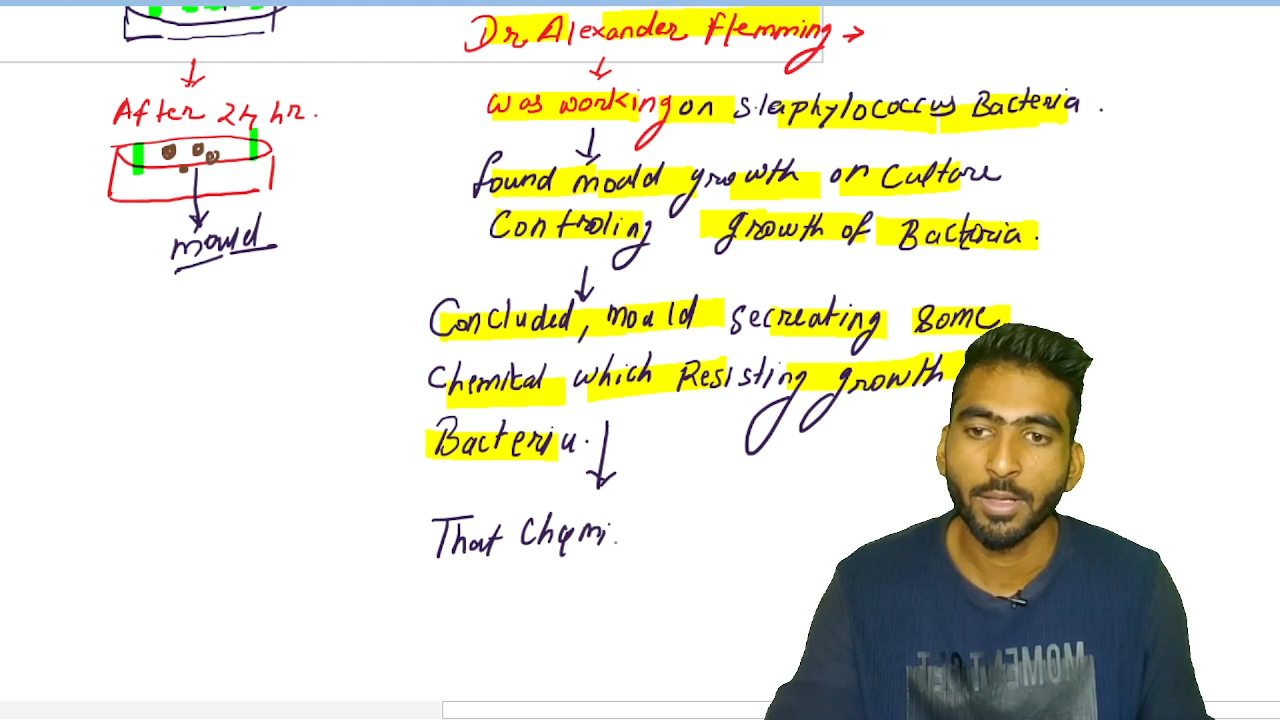 After 24 hr.
mould
Dr Alexander flemming →
was working on staphylococcus Bacteria.
found mould growth on Culture
Controling growth of Bacteria.
Concluded, mould secreating some
Chemical which Resisting growth
Bacteria.
That Chemi
MOMENT